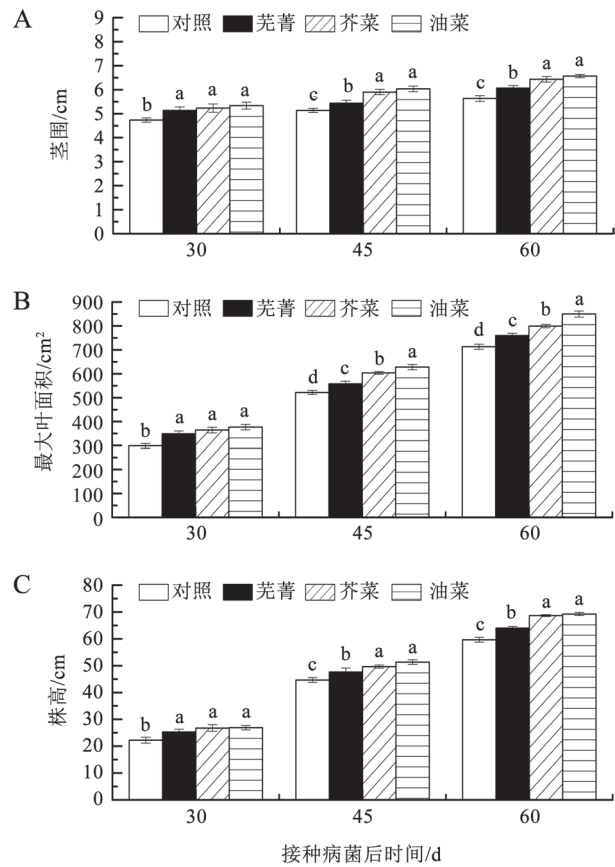 A
对照 芜菁 芥菜 油菜
茎围/cm
9
8
7
6
5
4
3
2
1
0
b a a a
c b a a
c b a a
30 45 60
B
对照 芜菁 芥菜 油菜
最大叶面积/cm²
900
800
700
600
500
400
300
200
100
0
b a a a
d c b a
d c b a
30 45 60
C
对照 芜菁 芥菜 油菜
株高/cm
80
70
60
50
40
30
20
10
0
b a a a
c b a a
c b a a
30 45 60
接种病菌后时间/d